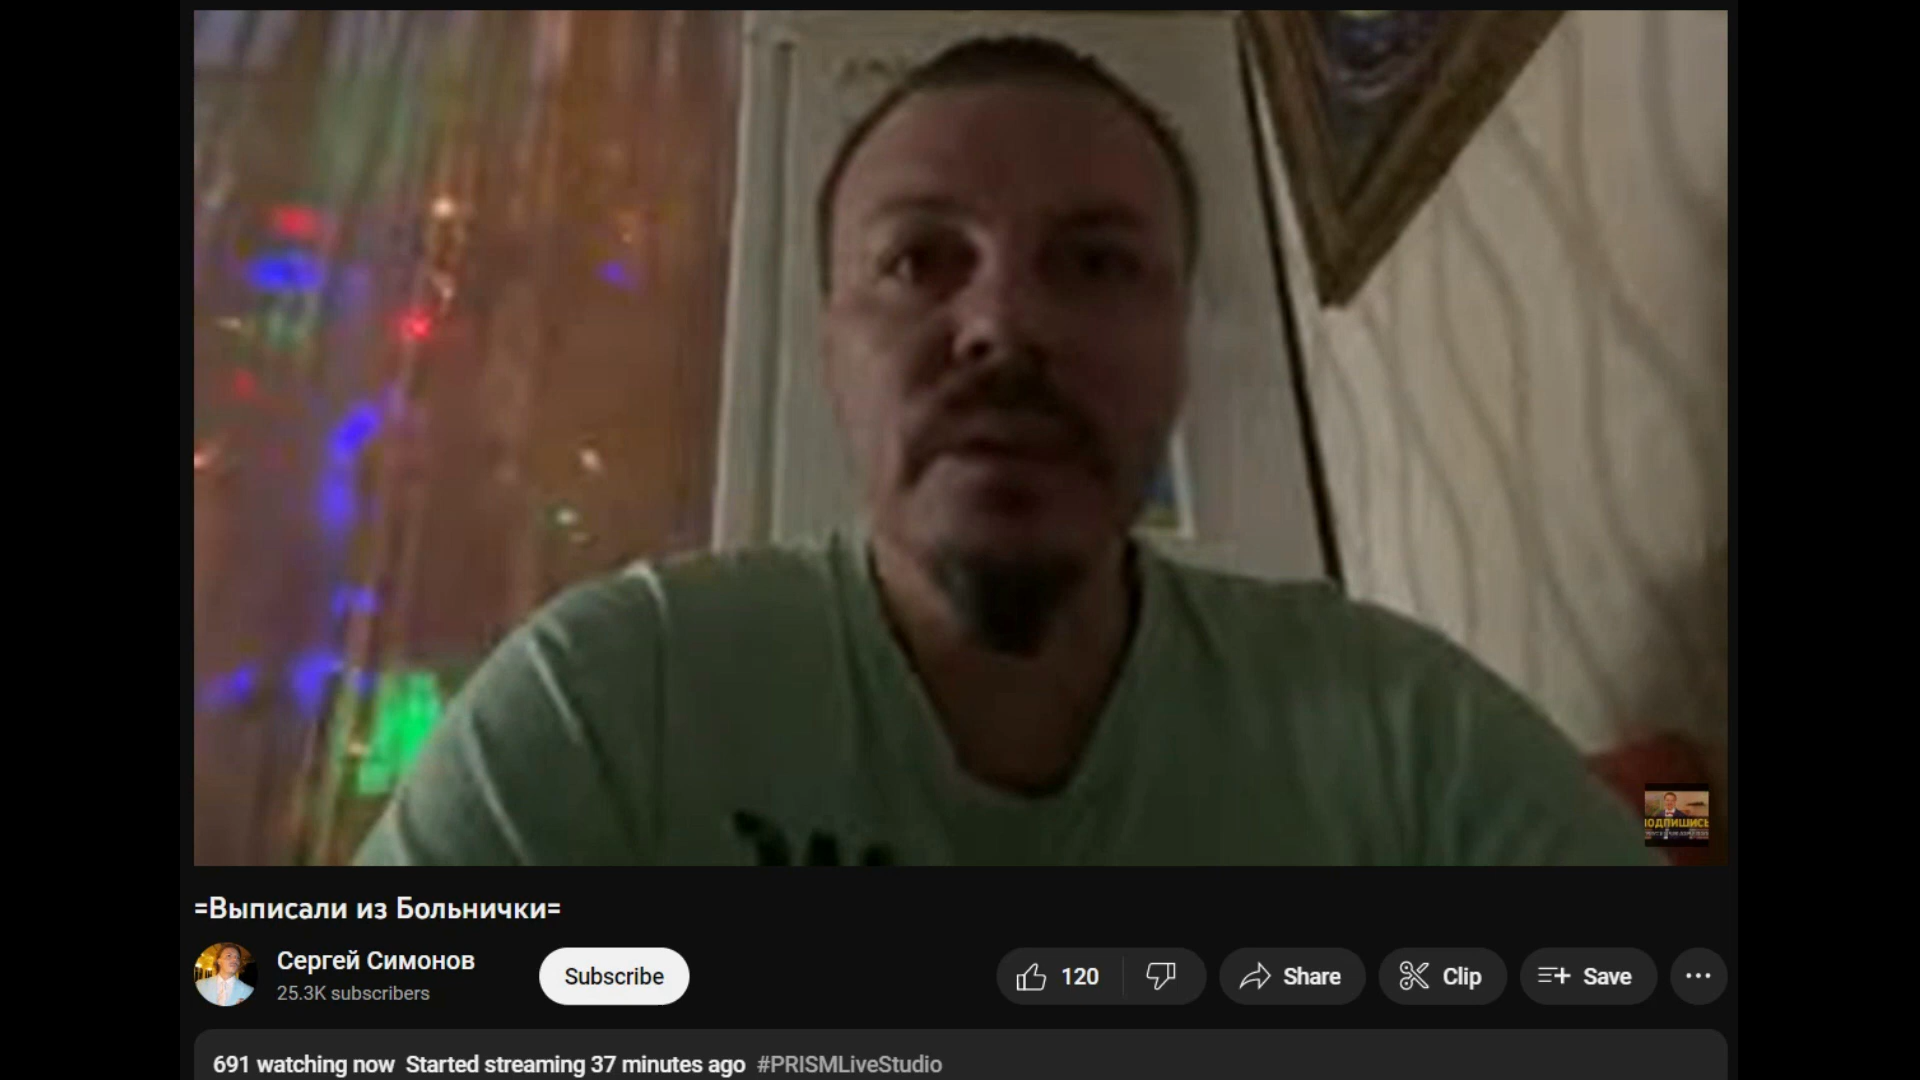 ПОДПИШИСЬ
=Выписали из Больнички=
Сергей Симонов
25.3K subscribers
Subscribe
120
Share
Clip
Save
691 watching now Started streaming 37 minutes ago #PRISMLiveStudio